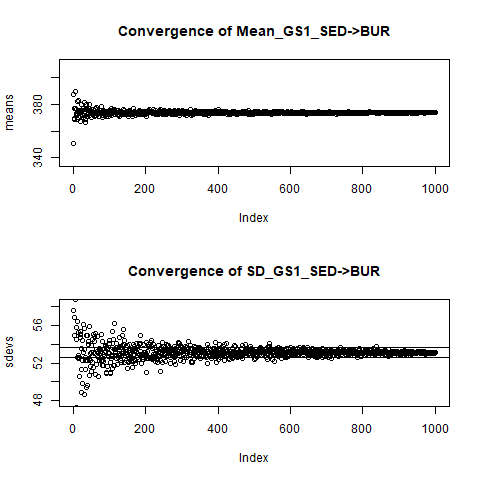 Convergence of Mean_GS1_SED->BUR
means
380
340
0 200 400 600 800 1000
Index
Convergence of SD_GS1_SED->BUR
sdevs
56
52
48
0 200 400 600 800 1000
Index